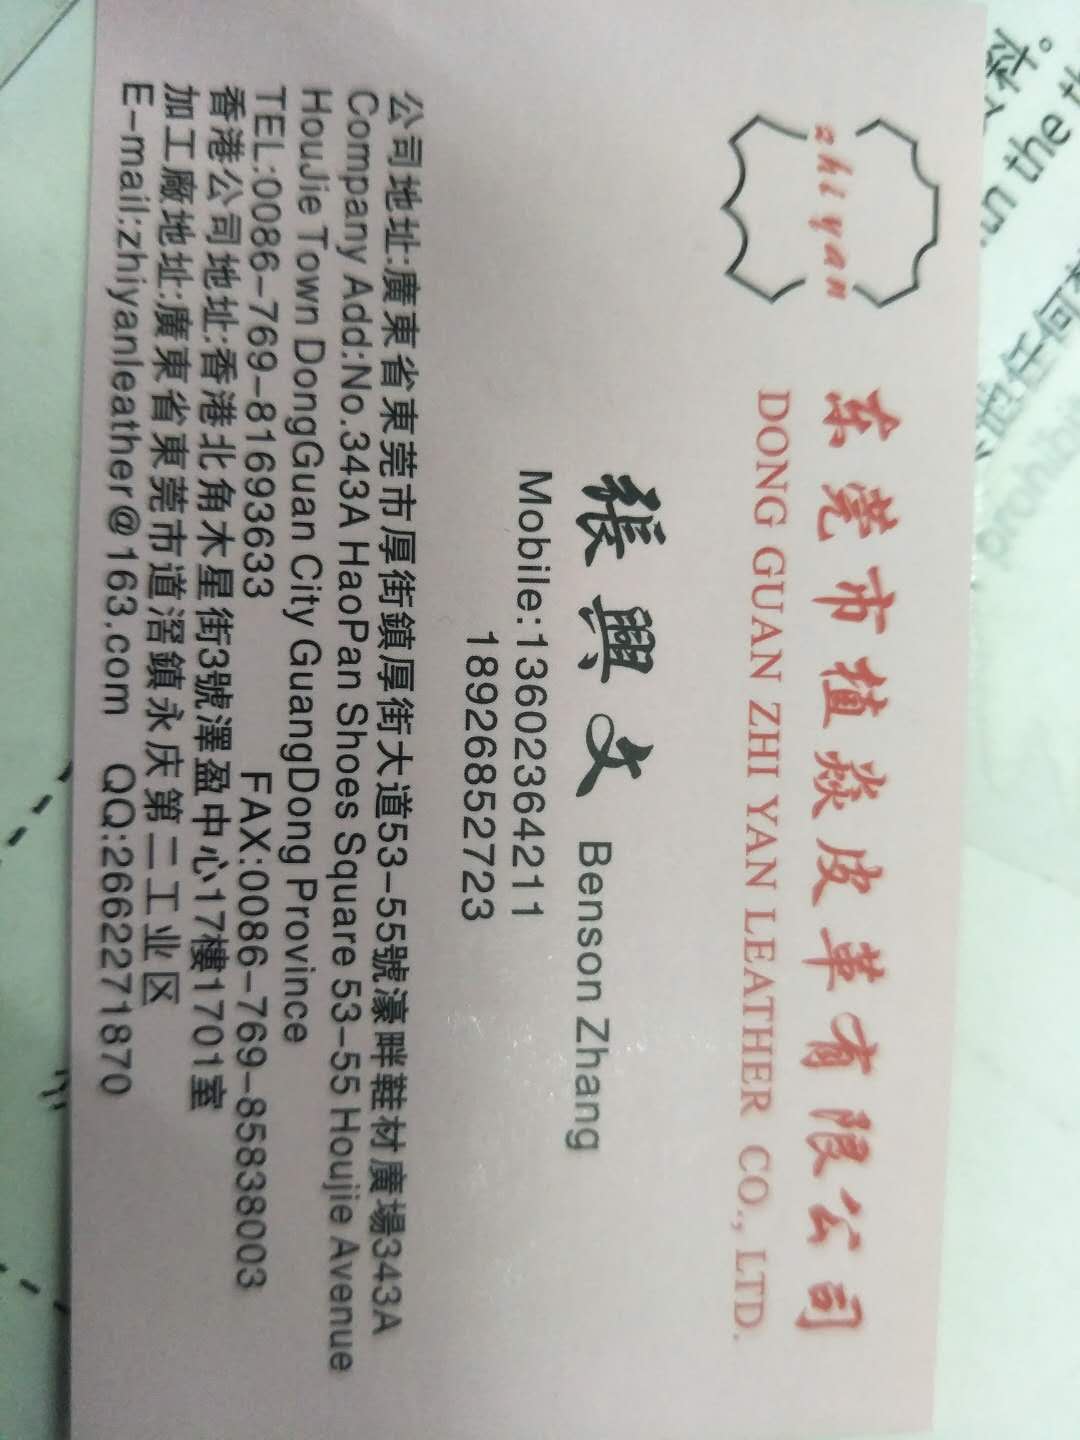 zhiyan
东莞市植焱皮革有限公司
DONG GUAN ZHI YAN LEATHER CO., LTD.
張興文 Benson Zhang
Mobile:13602364211
18926852723
公司地址:廣東省東莞市厚街鎮厚街大道53-55號濠畔鞋材廣場343A
Company Add:No.343A HaoPan Shoes Square 53-55 Houjie Avenue
HouJie Town DongGuan City GuangDong Province
TEL:0086-769-81693633 FAX:0086-769-85838003
香港公司地址:香港北角木星街3號澤盈中心17樓1701室
加工廠地址:廣東省東莞市道滘鎮永庆第二工业区
E-mail:zhiyanleather@163.com QQ:2662271870
科。
in the
任何
prohibit